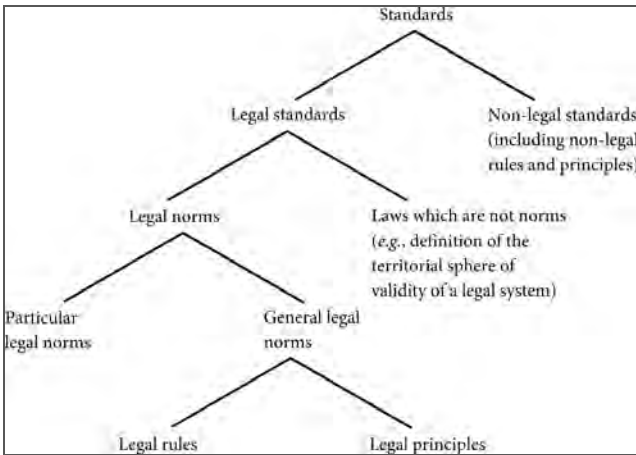 Standards
Legal standards
Non-legal standards
(including non-legal
rules and principles)
Legal norms
Laws which are not norms
(e.g., definition of the
territorial sphere of
validity of a legal system)
Particular
legal norms
General legal
norms
Legal rules
Legal principles